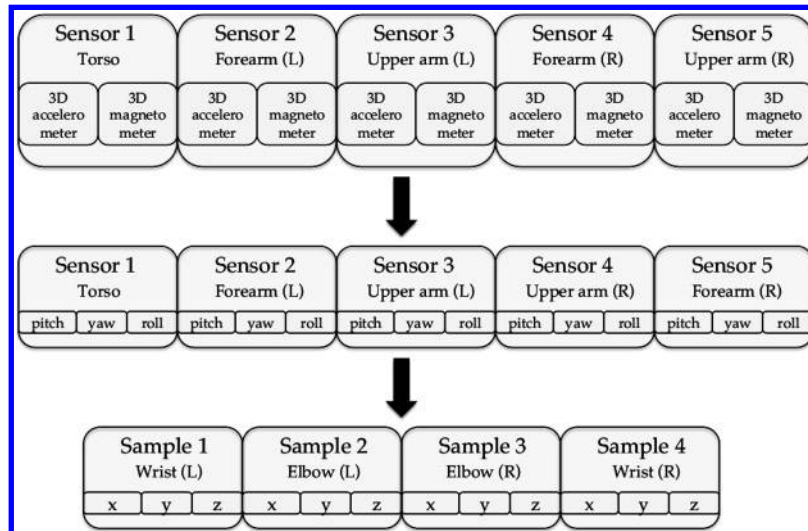 Sensor 1 Sensor 2 Sensor 3 Sensor 4 Sensor 5
Torso Forearm (L) Upper arm (L) Forearm (R) Upper arm (R)
3D 3D 3D 3D 3D 3D 3D 3D 3D 3D
accelero magneto accelero magneto accelero magneto accelero magneto accelero magneto
meter meter meter meter meter meter meter meter meter meter
Sensor 1 Sensor 2 Sensor 3 Sensor 4 Sensor 5
Torso Forearm (L) Upper arm (L) Upper arm (R) Forearm (R)
pitch yaw roll pitch yaw roll pitch yaw roll pitch yaw roll pitch yaw roll
Sample 1 Sample 2 Sample 3 Sample 4
Wrist (L) Elbow (L) Elbow (R) Wrist (R)
x y z x y z x y z x y z